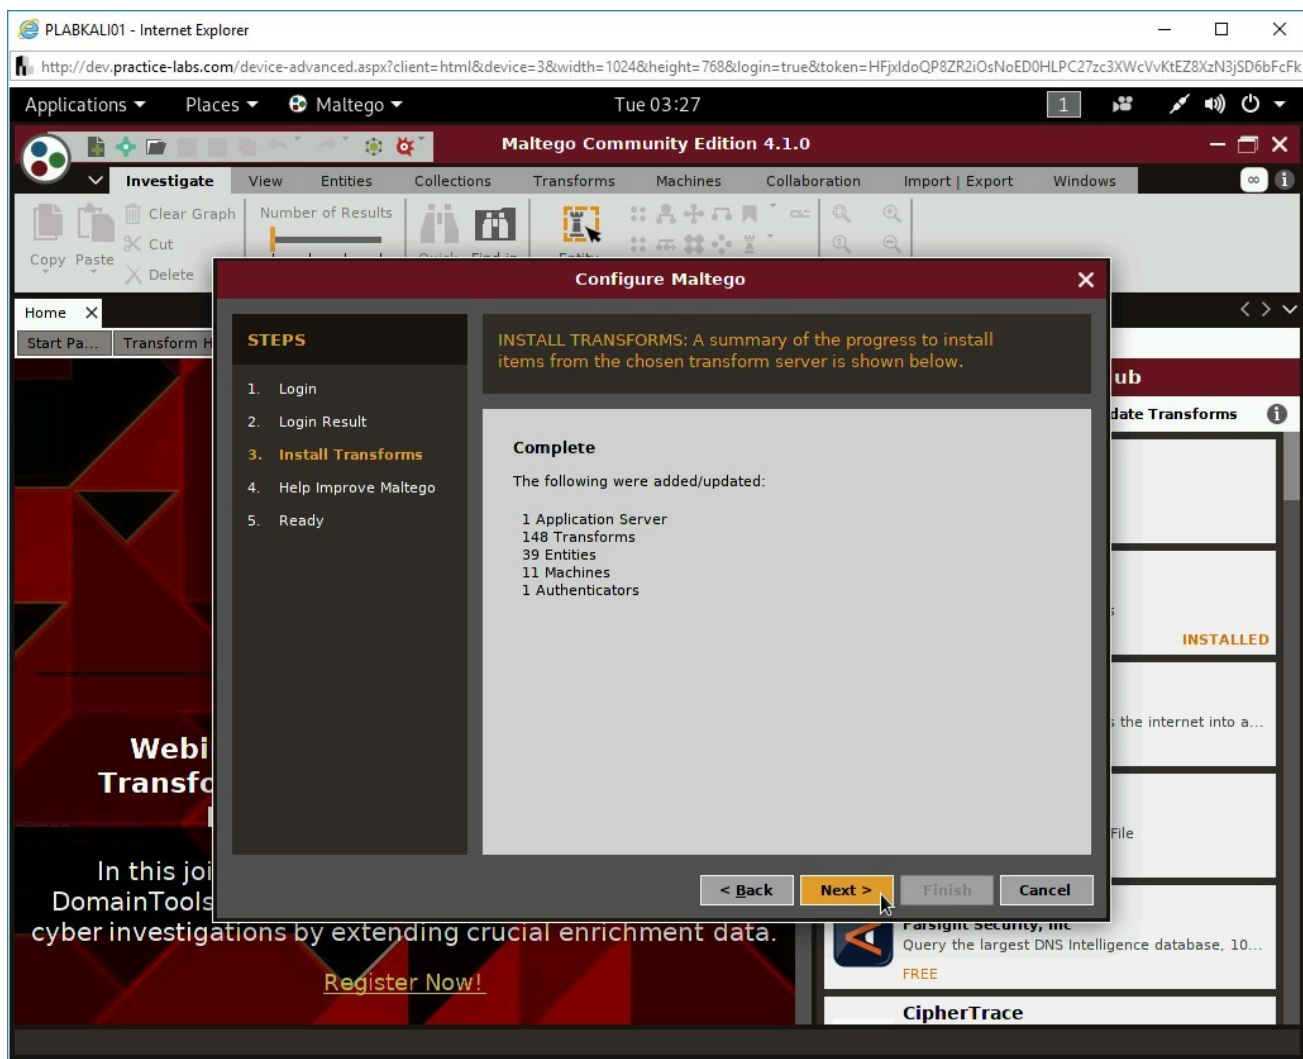 PLABKALI01 - Internet Explorer
http://dev.practice-labs.com/device-advanced.aspx?client=html&device=3&width=1024&height=768&login=true&token=HFjxIdoQP8ZR2iOsNoED0HLPC27zc3XWcVvKtEZ8XzN3jSD6bFcFk
Applications Places Maltego Tue 03:27 1
Maltego Community Edition 4.1.0
Investigate View Entities Collections Transforms Machines Collaboration Import | Export Windows
Clear Graph Number of Results
Cut
Copy Paste
Delete
Configure Maltego
Home
Start Pa... Transform H
STEPS
1. Login
2. Login Result
3. Install Transforms
4. Help Improve Maltego
5. Ready
INSTALL TRANSFORMS: A summary of the progress to install
items from the chosen transform server is shown below.
Complete
The following were added/updated:
1 Application Server
148 Transforms
39 Entities
11 Machines
1 Authenticators
< Back Next > Finish Cancel
ub
date Transforms
INSTALLED
s the internet into a...
File
Farsight Security, Inc
Query the largest DNS Intelligence database, 10...
FREE
CipherTrace
Webi
Transfo
In this joi
DomainTools
cyber investigations by extending crucial enrichment data.
Register Now!